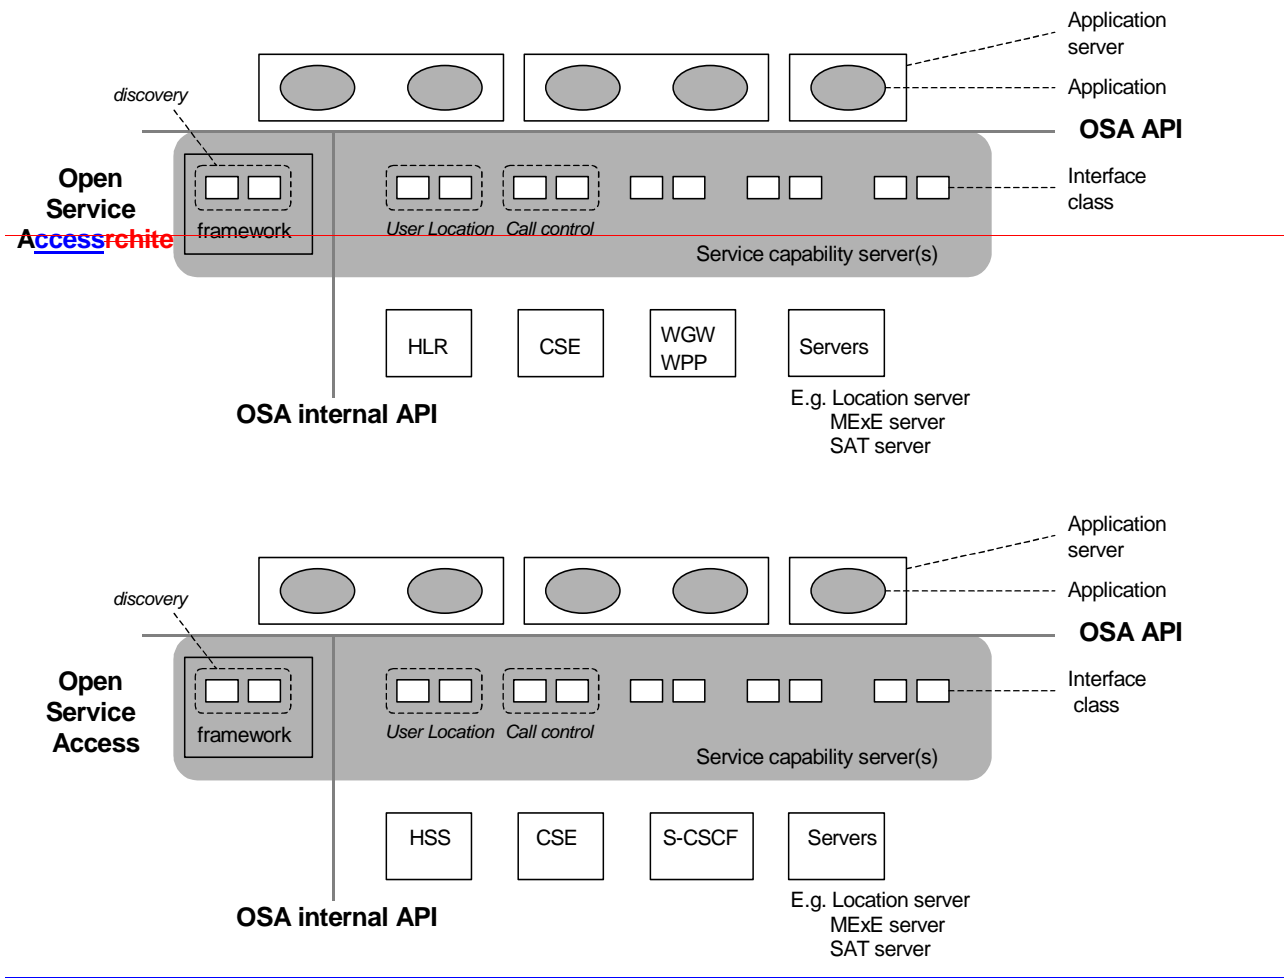 Application
server
discovery
Application
OSA API
Open
Service
Accessrchite
Interface
class
framework
User Location
Call control
Service capability server(s)
HLR
CSE
WGW
WPP
Servers
E.g. Location server
MExE server
SAT server
OSA internal API
Application
server
discovery
Application
OSA API
Open
Service
Access
Interface
class
framework
User Location
Call control
Service capability server(s)
HSS
CSE
S-CSCF
Servers
E.g. Location server
MExE server
SAT server
OSA internal API